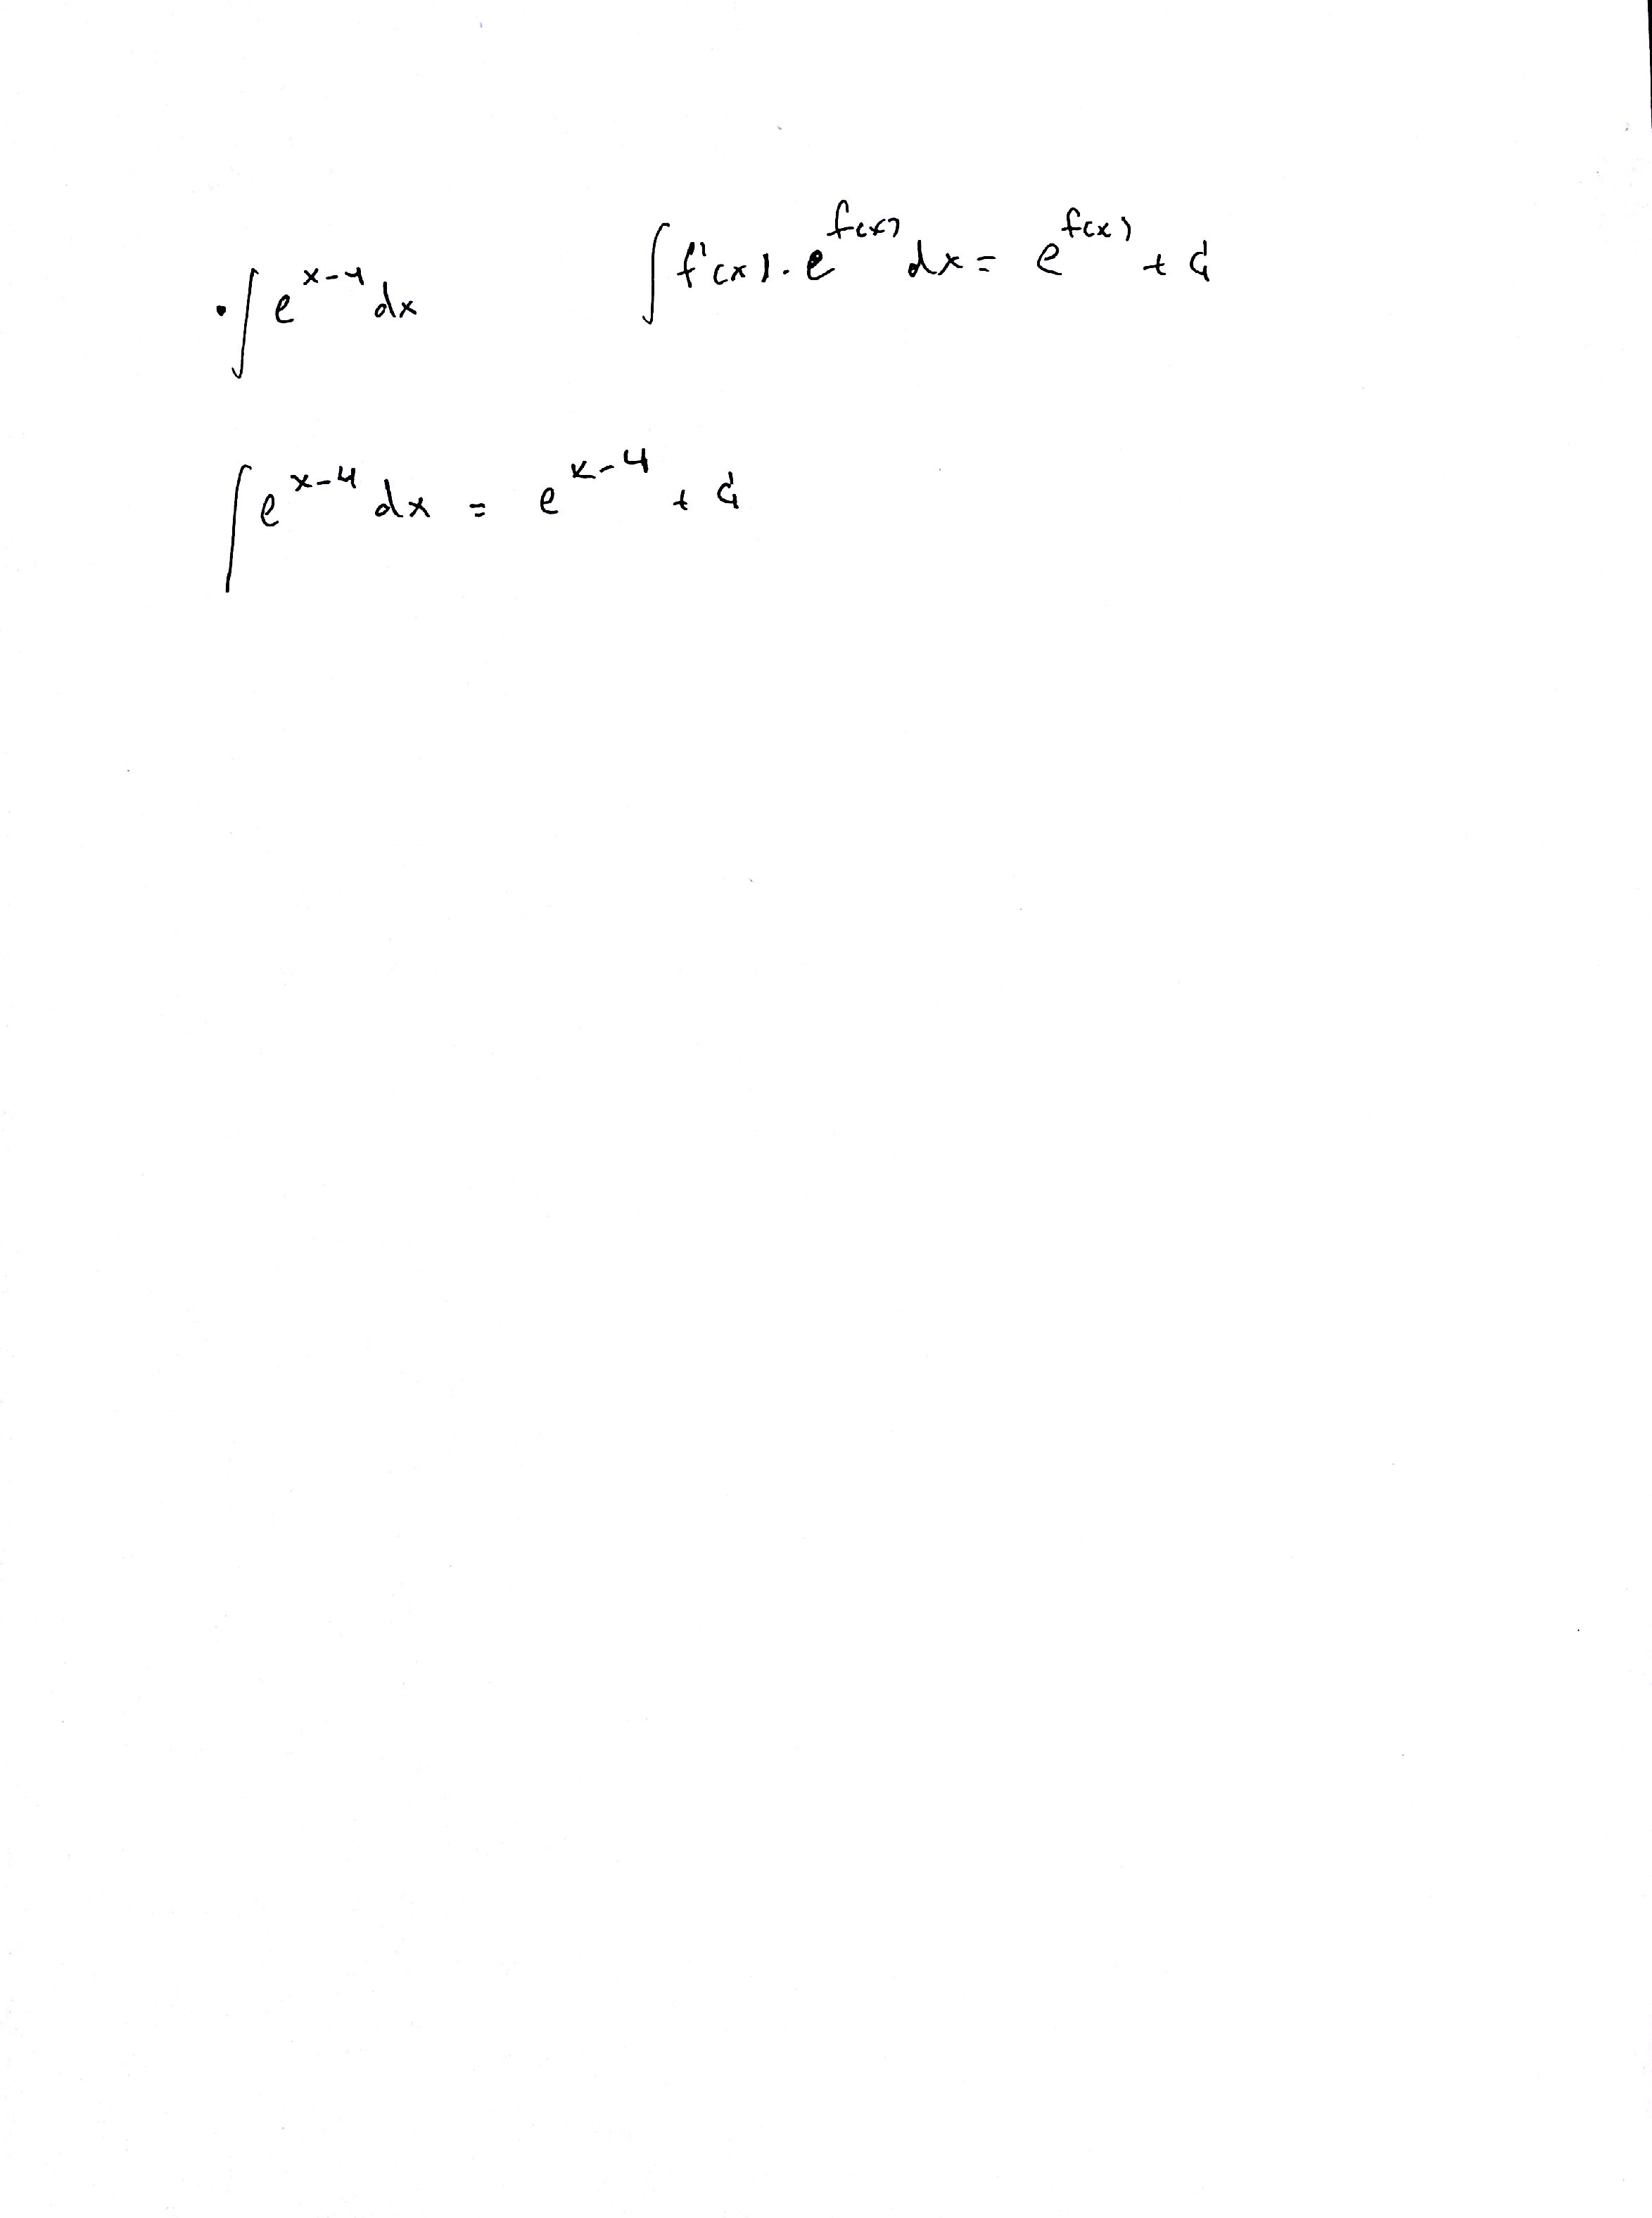 • ∫ e^{x-4} dx    ∫ f'(x) · e^{f(x)} dx = e^{f(x)} + C
∫ e^{x-4} dx = e^{x-4} + C